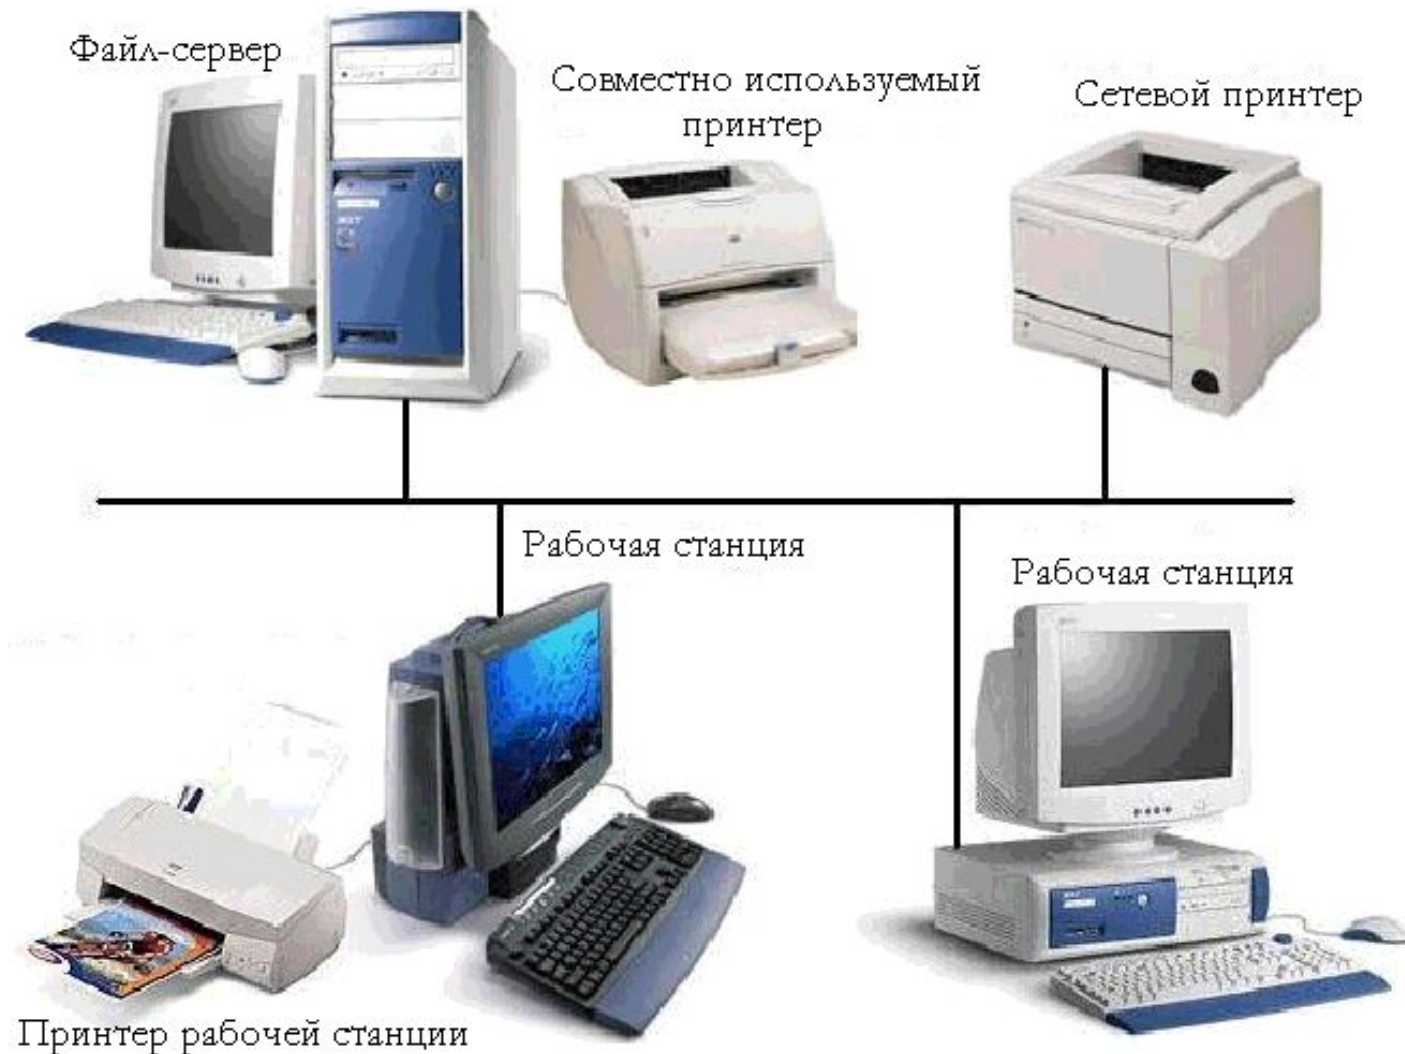 Файл-сервер
Совместно используемый
принтер
Сетевой принтер
Рабочая станция
Рабочая станция
Принтер рабочей станции